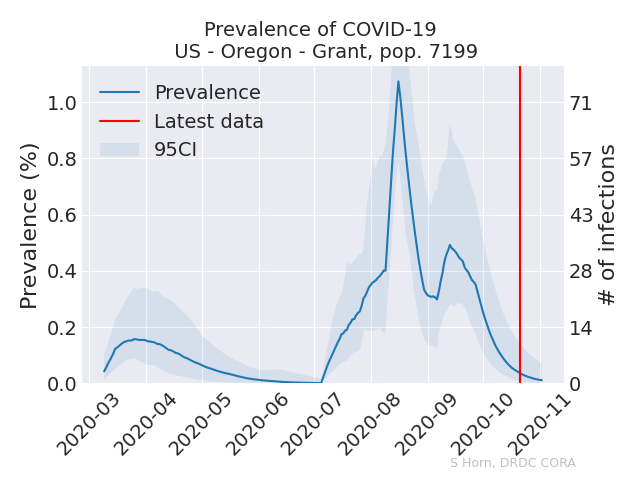 Prevalence of COVID-19
US - Oregon - Grant, pop. 7199
Prevalence
Latest data
95CI
Prevalence (%)
1.0
0.8
0.6
0.4
0.2
0.0
71
57
43
28
14
0
# of infections
2020-03
2020-04
2020-05
2020-06
2020-07
2020-08
2020-09
2020-10
2020-11
S Horn, DRDC CORA